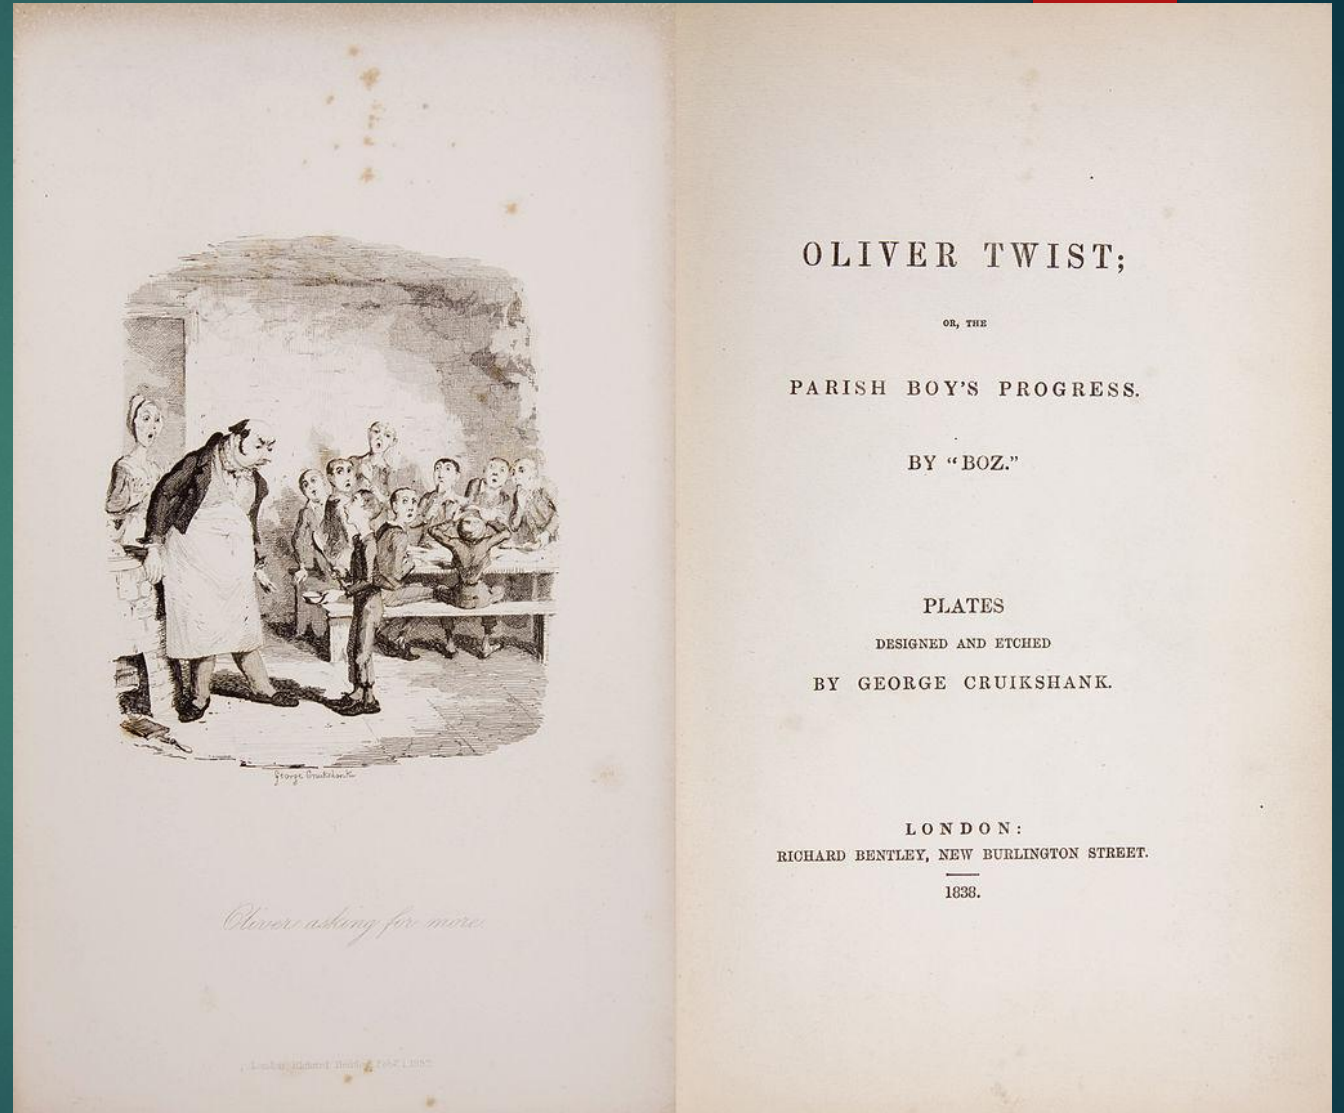 George Cruikshank
Oliver asking for more.
OLIVER TWIST;
OR, THE
PARISH BOY'S PROGRESS.
BY “BOZ.”
PLATES
DESIGNED AND ETCHED
BY GEORGE CRUIKSHANK.
LONDON:
RICHARD BENTLEY, NEW BURLINGTON STREET.
1838.